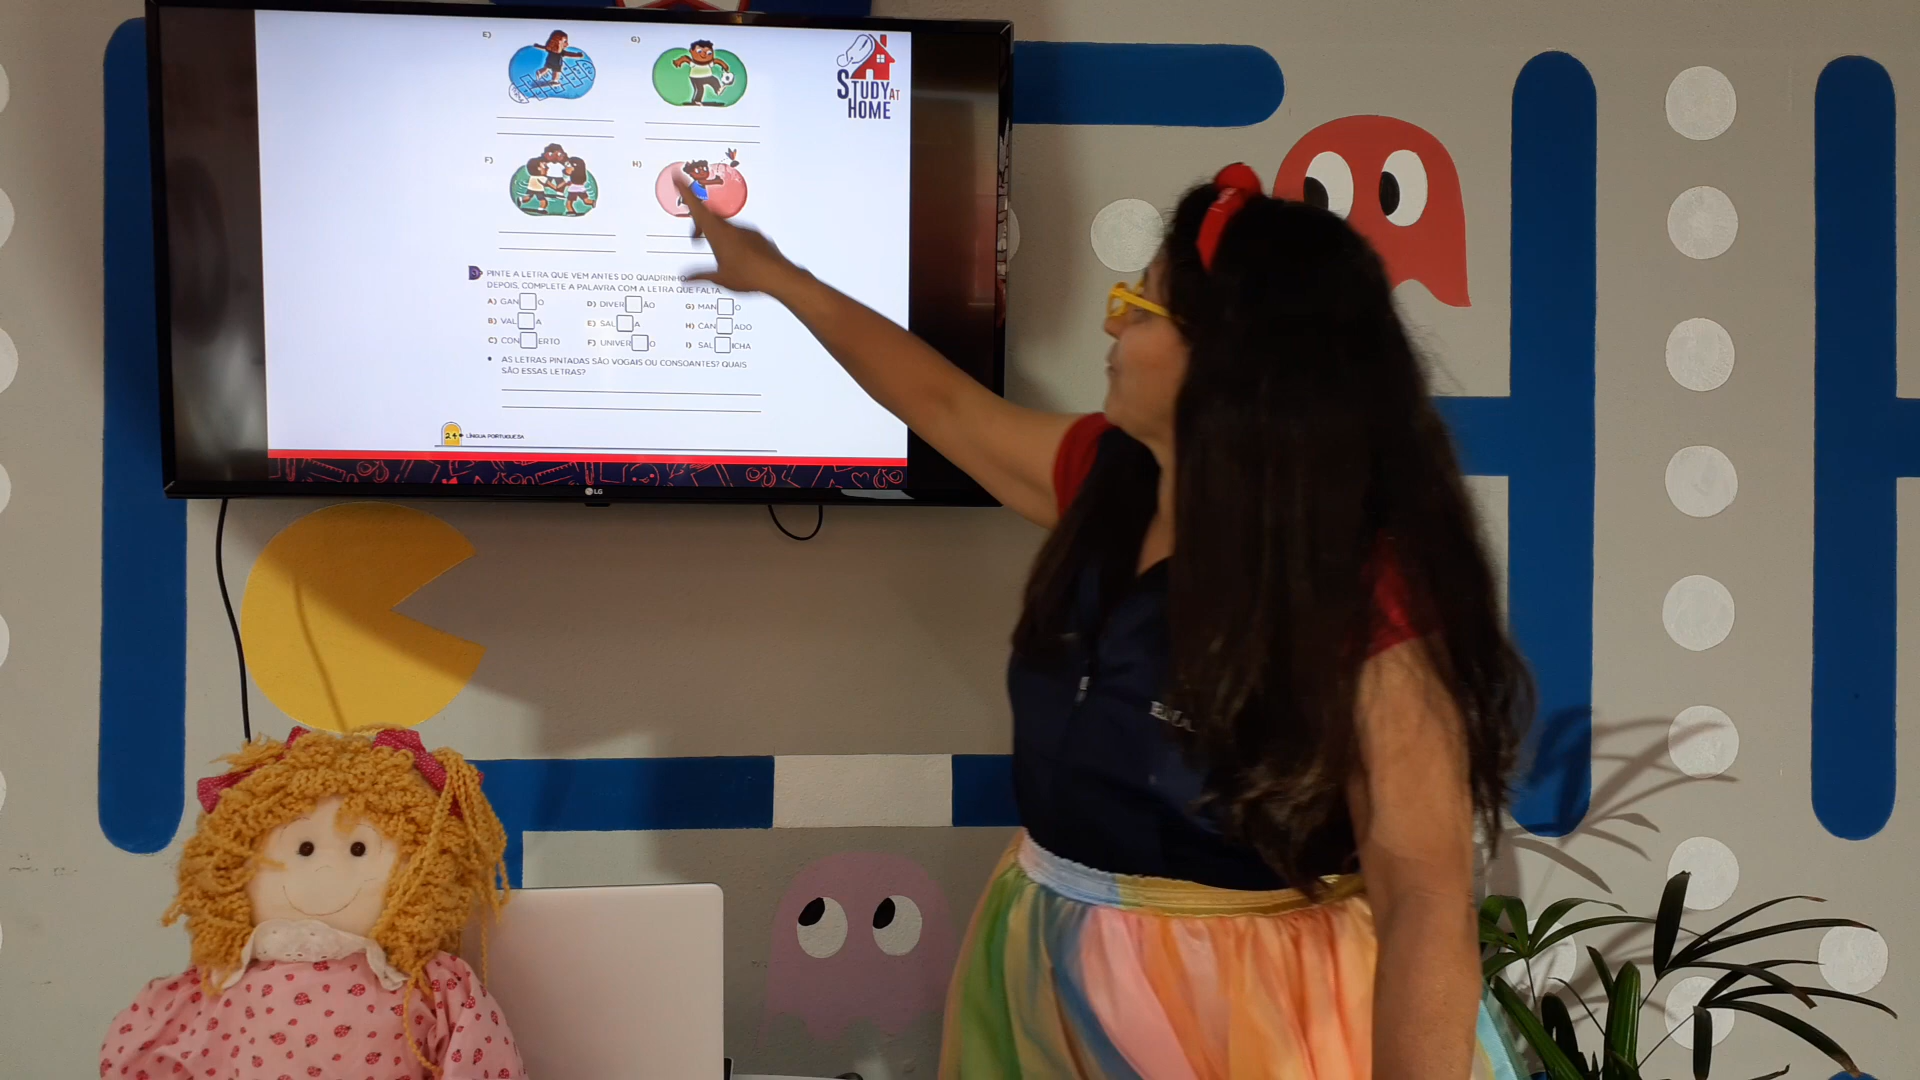 E)
G)
STUDY AT
HOME
F)
H)
PINTE A LETRA QUE VEM ANTES DO QUADRINHO
DEPOIS, COMPLETE A PALAVRA COM A LETRA QUE FALTA.
A) GAN O D) DIVER ÃO G) MAN O
B) VAL A E) SAL A H) CAN ADO
C) CON ERTO F) UNIVER O I) SAL ICHA
• AS LETRAS PINTADAS SÃO VOGAIS OU CONSOANTES? QUAIS
SÃO ESSAS LETRAS?
24 LÍNGUA PORTUGUESA
LG